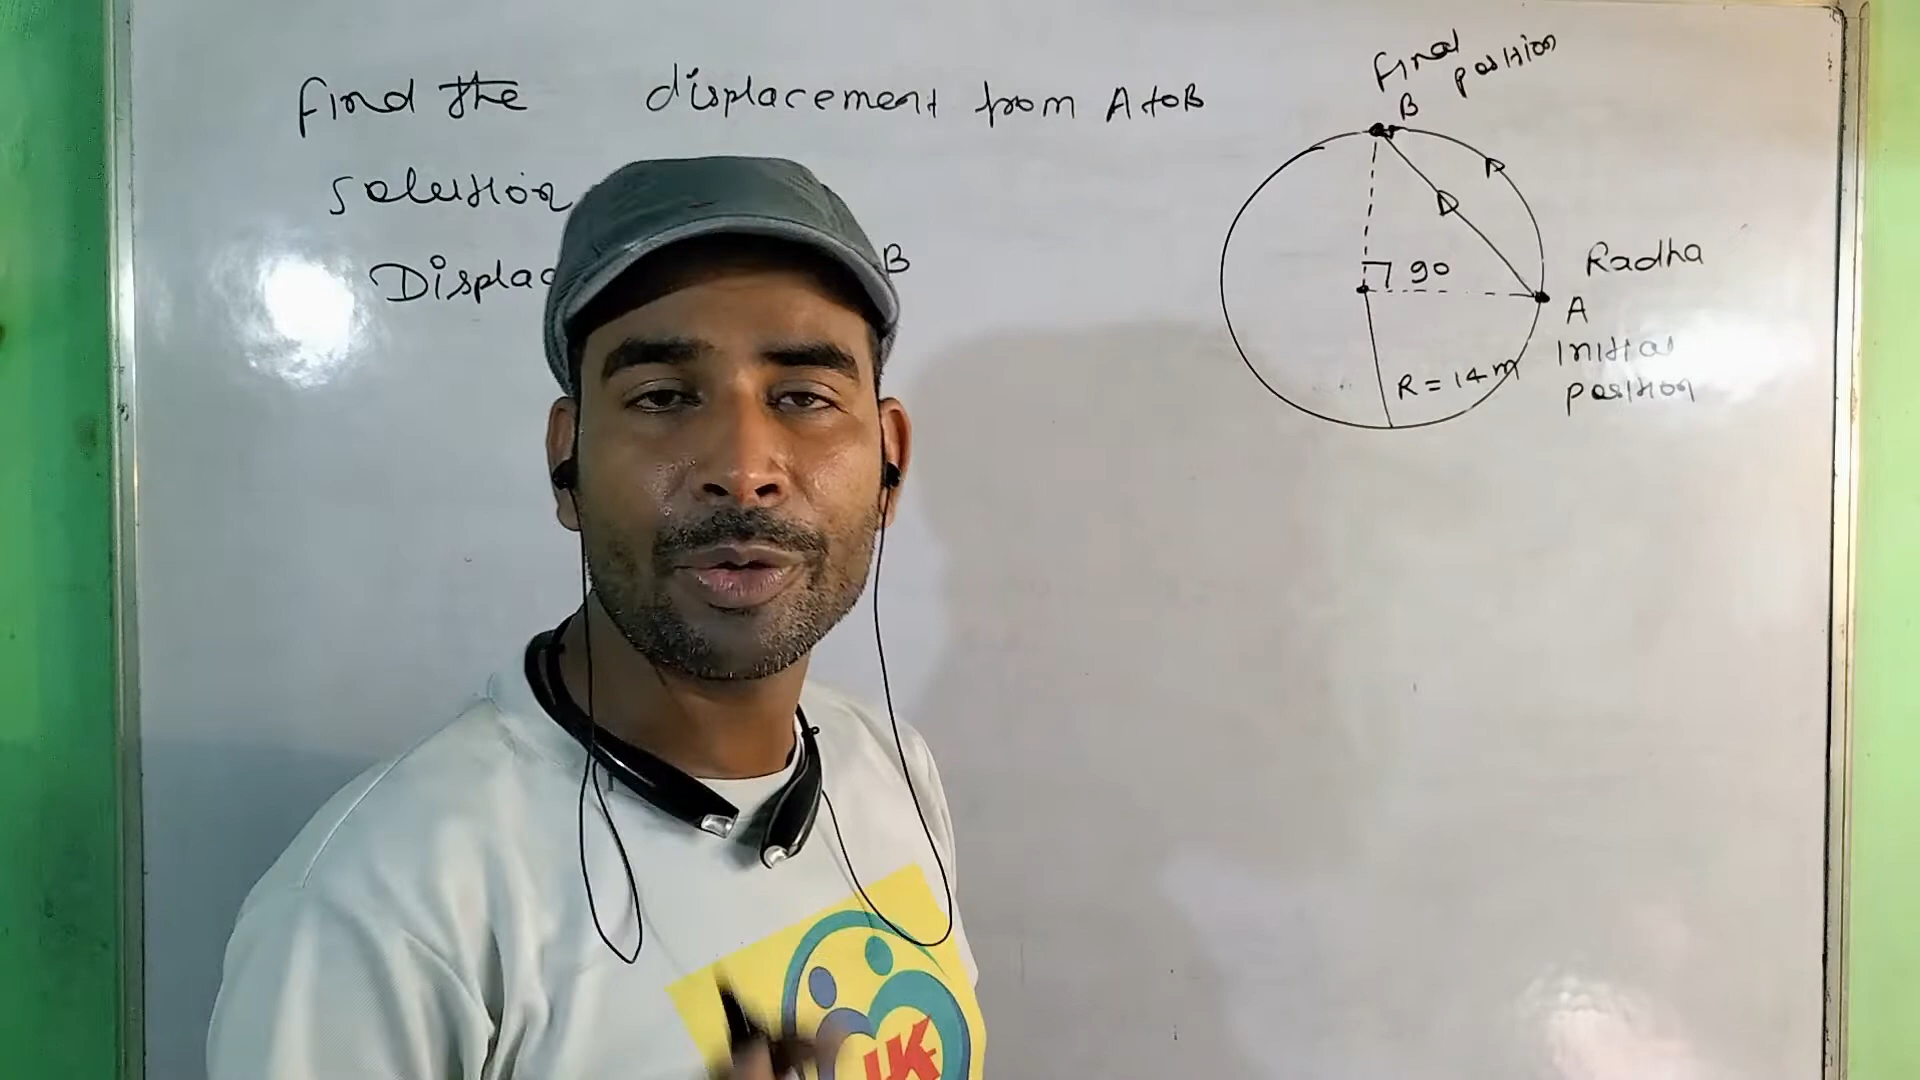 Find the displacement from A to B
Solution
Displac B
Final
position
B
90
Radha
A
Initial
position
R = 14 m